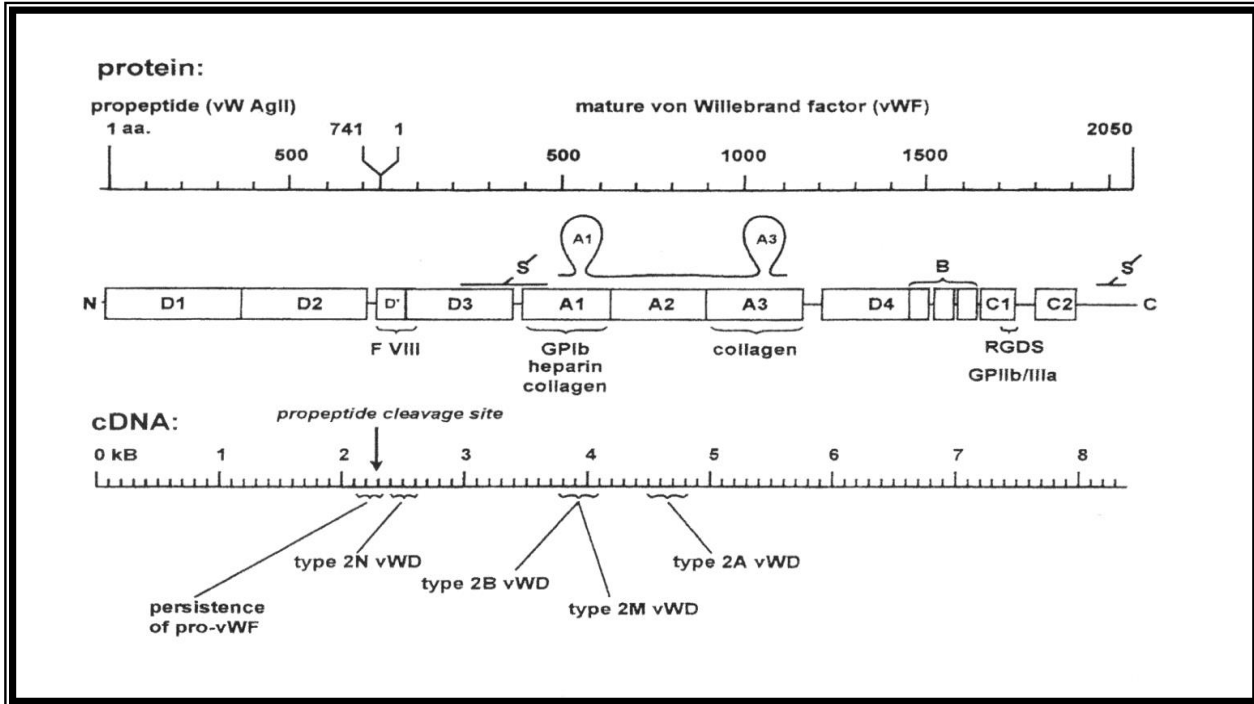 protein:
propeptide (vW AgII) mature von Willebrand factor (vWF)
1 aa. 741 1 2050
500 500 1000 1500
A1 A3
S S
B
N D1 D2 D' D3 A1 A2 A3 D4 C1 C2 C
F VIII GPIb collagen RGDS
heparin GPIIb/IIIa
collagen
propeptide cleavage site
cDNA:
0 kB 1 2 3 4 5 6 7 8
type 2N vWD type 2A vWD
type 2B vWD
persistence type 2M vWD
of pro-vWF